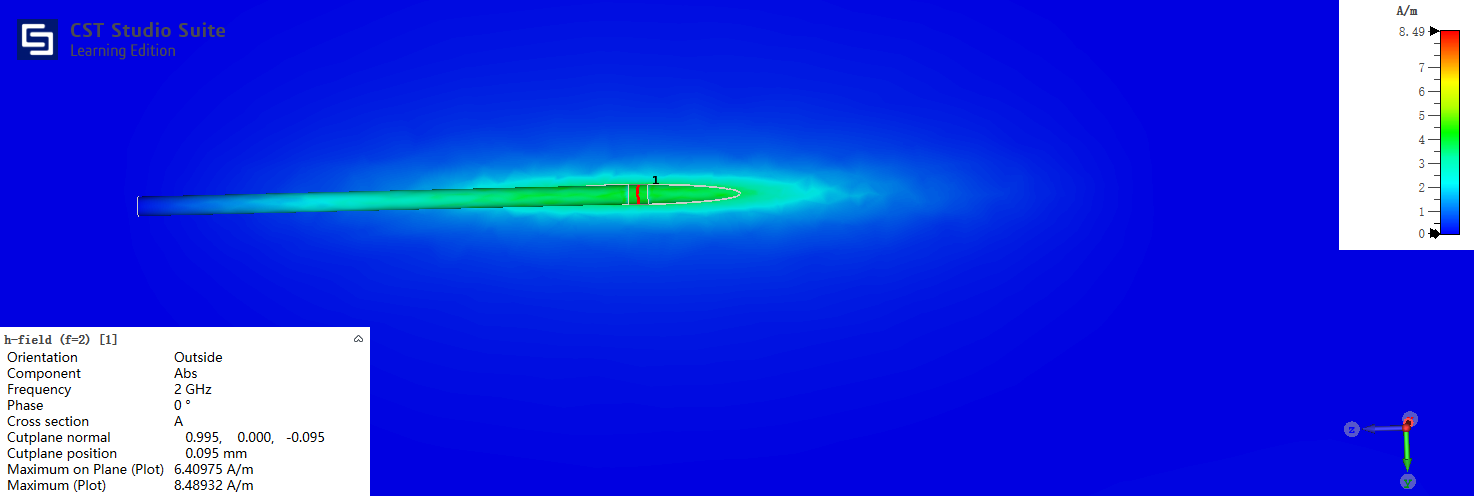 CST Studio Suite
Learning Edition
A/m
8.49
7
6
5
4
3
2
1
0
1
h-field (f=2) [1]
Orientation Outside
Component Abs
Frequency 2 GHz
Phase 0 °
Cross section A
Cutplane normal 0.995, 0.000, -0.095
Cutplane position 0.095 mm
Maximum on Plane (Plot) 6.40975 A/m
Maximum (Plot) 8.48932 A/m
z
y